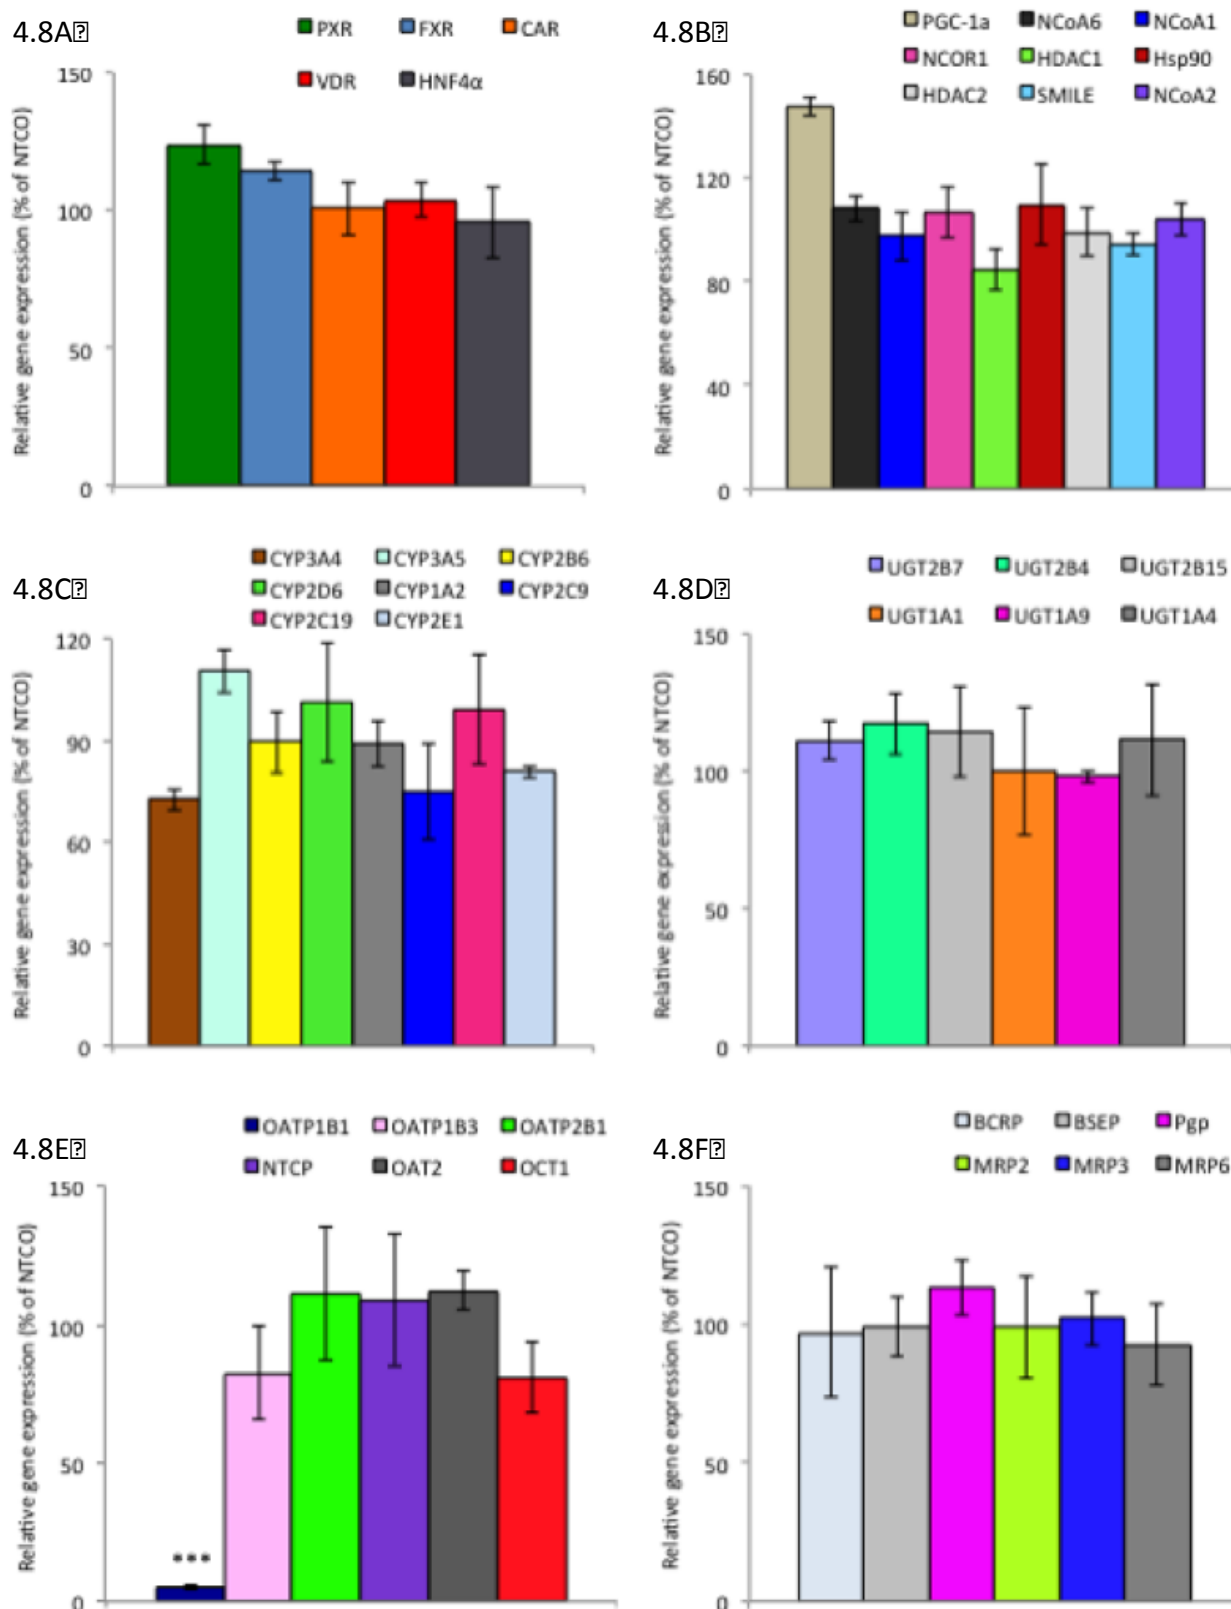 4.8A
PXR FXR CAR
VDR HNF4α
Relative gene expression (% of NTCO)
150
100
50
0
4.8B
PGC-1a NCoA6 NCoA1
NCOR1 HDAC1 Hsp90
HDAC2 SMILE NCoA2
Relative gene expression (% of NTCO)
160
120
80
40
0
4.8C
CYP3A4 CYP3A5 CYP2B6
CYP2D6 CYP1A2 CYP2C9
CYP2C19 CYP2E1
Relative gene expression (% of NTCO)
120
90
60
30
0
4.8D
UGT2B7 UGT2B4 UGT2B15
UGT1A1 UGT1A9 UGT1A4
Relative gene expression (% of NTCO)
150
100
50
0
4.8E
OATP1B1 OATP1B3 OATP2B1
NTCP OAT2 OCT1
Relative gene expression (% of NTCO)
150
100
50
0
***
4.8F
BCRP BSEP Pgp
MRP2 MRP3 MRP6
Relative gene expression (% of NTCO)
150
100
50
0